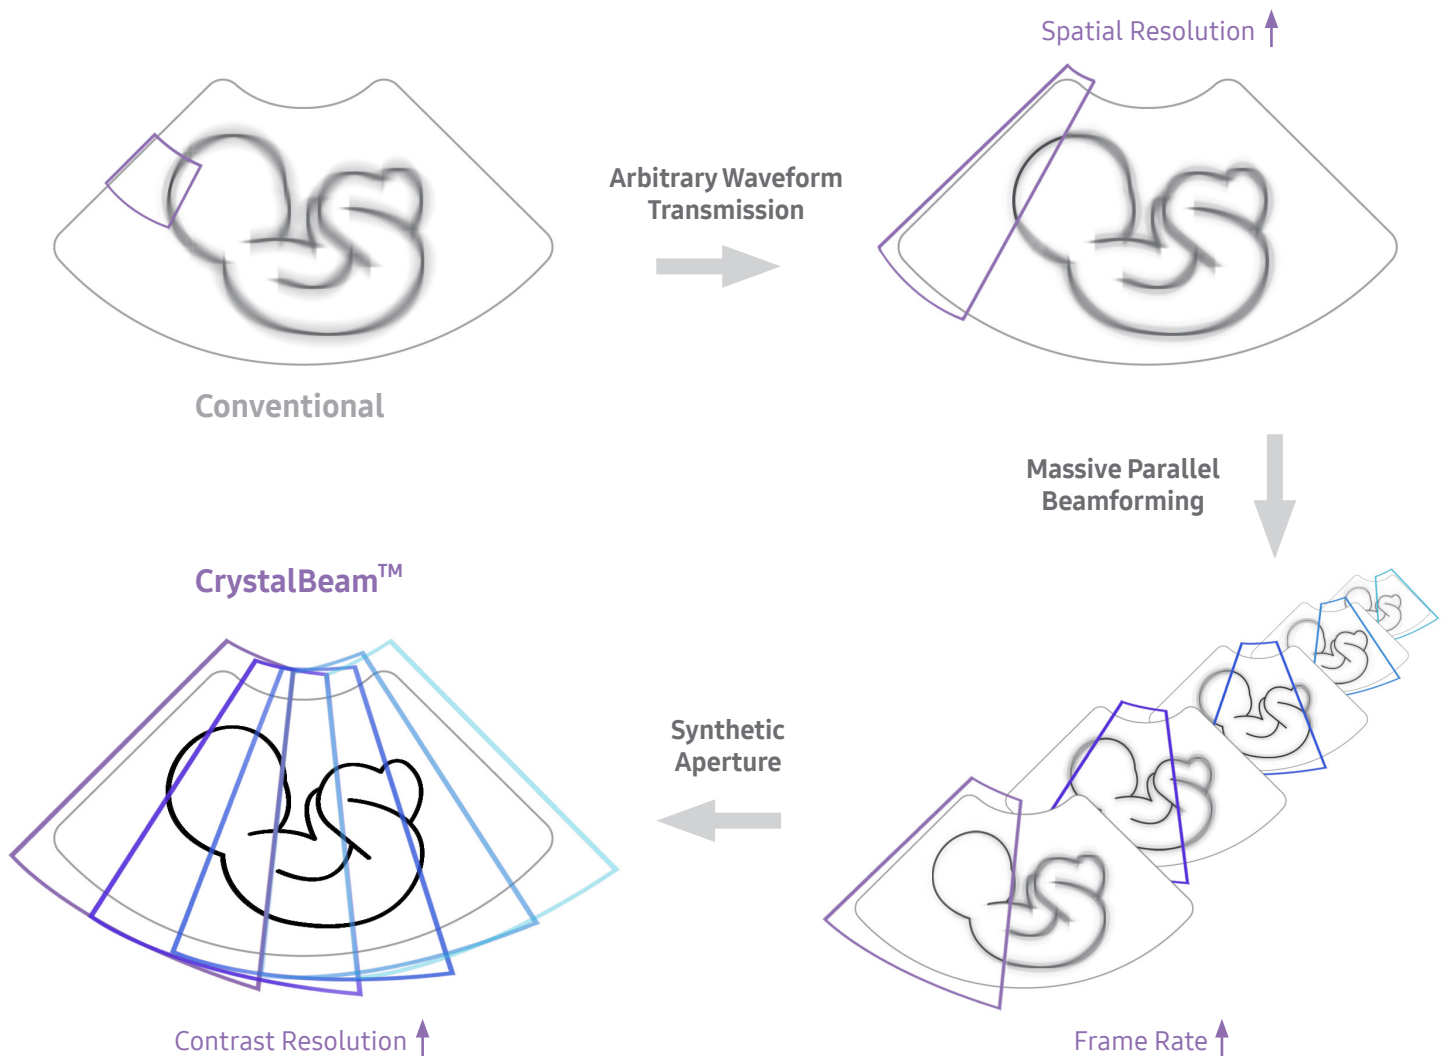 Spatial Resolution
Arbitrary Waveform
Transmission
Conventional
Massive Parallel
Beamforming
CrystalBeam™
Synthetic
Aperture
Contrast Resolution
Frame Rate